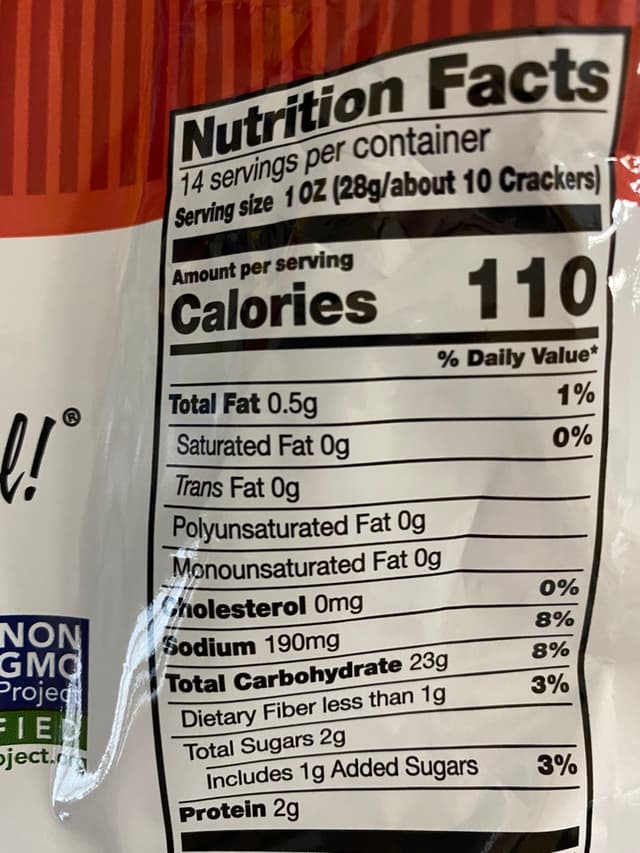 Nutrition Facts
14 servings per container
Serving size 1 OZ (28g/about 10 Crackers)
Amount per serving
Calories 110
% Daily Value*
Total Fat 0.5g 1%
Saturated Fat 0g 0%
Trans Fat 0g
Polyunsaturated Fat 0g
Monounsaturated Fat 0g
Cholesterol 0mg 0%
Sodium 190mg 8%
Total Carbohydrate 23g 8%
Dietary Fiber less than 1g 3%
Total Sugars 2g
Includes 1g Added Sugars 3%
Protein 2g
l!®
NON
GMO
Project
FIED
oject.org